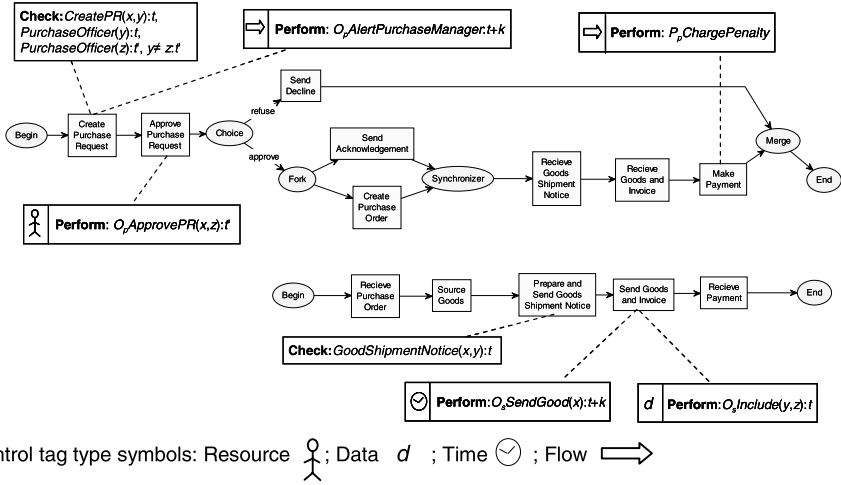 Check:CreatePR(x,y):t,
PurchaseOfficer(y):t,
PurchaseOfficer(z):t', y≠ z:t'
Perform: OpAlertPurchaseManager:t+k
Perform: PpChargePenalty
Begin
Create
Purchase
Request
Approve
Purchase
Request
Choice
refuse
approve
Send
Decline
Fork
Send
Acknowledgement
Create
Purchase
Order
Synchronizer
Recieve
Goods
Shipment
Notice
Recieve
Goods and
Invoice
Make
Payment
Merge
End
Perform: OpApprovePR(x,z):t'
Begin
Recieve
Purchase
Order
Source
Goods
Prepare and
Send Goods
Shipment Notice
Send Goods
and Invoice
Recieve
Payment
End
Check:GoodShipmentNotice(x,y):t
Perform:OsSendGood(x):t+k
d Perform:OsInclude(y,z):t
ntrol tag type symbols: Resource ; Data d ; Time ; Flow